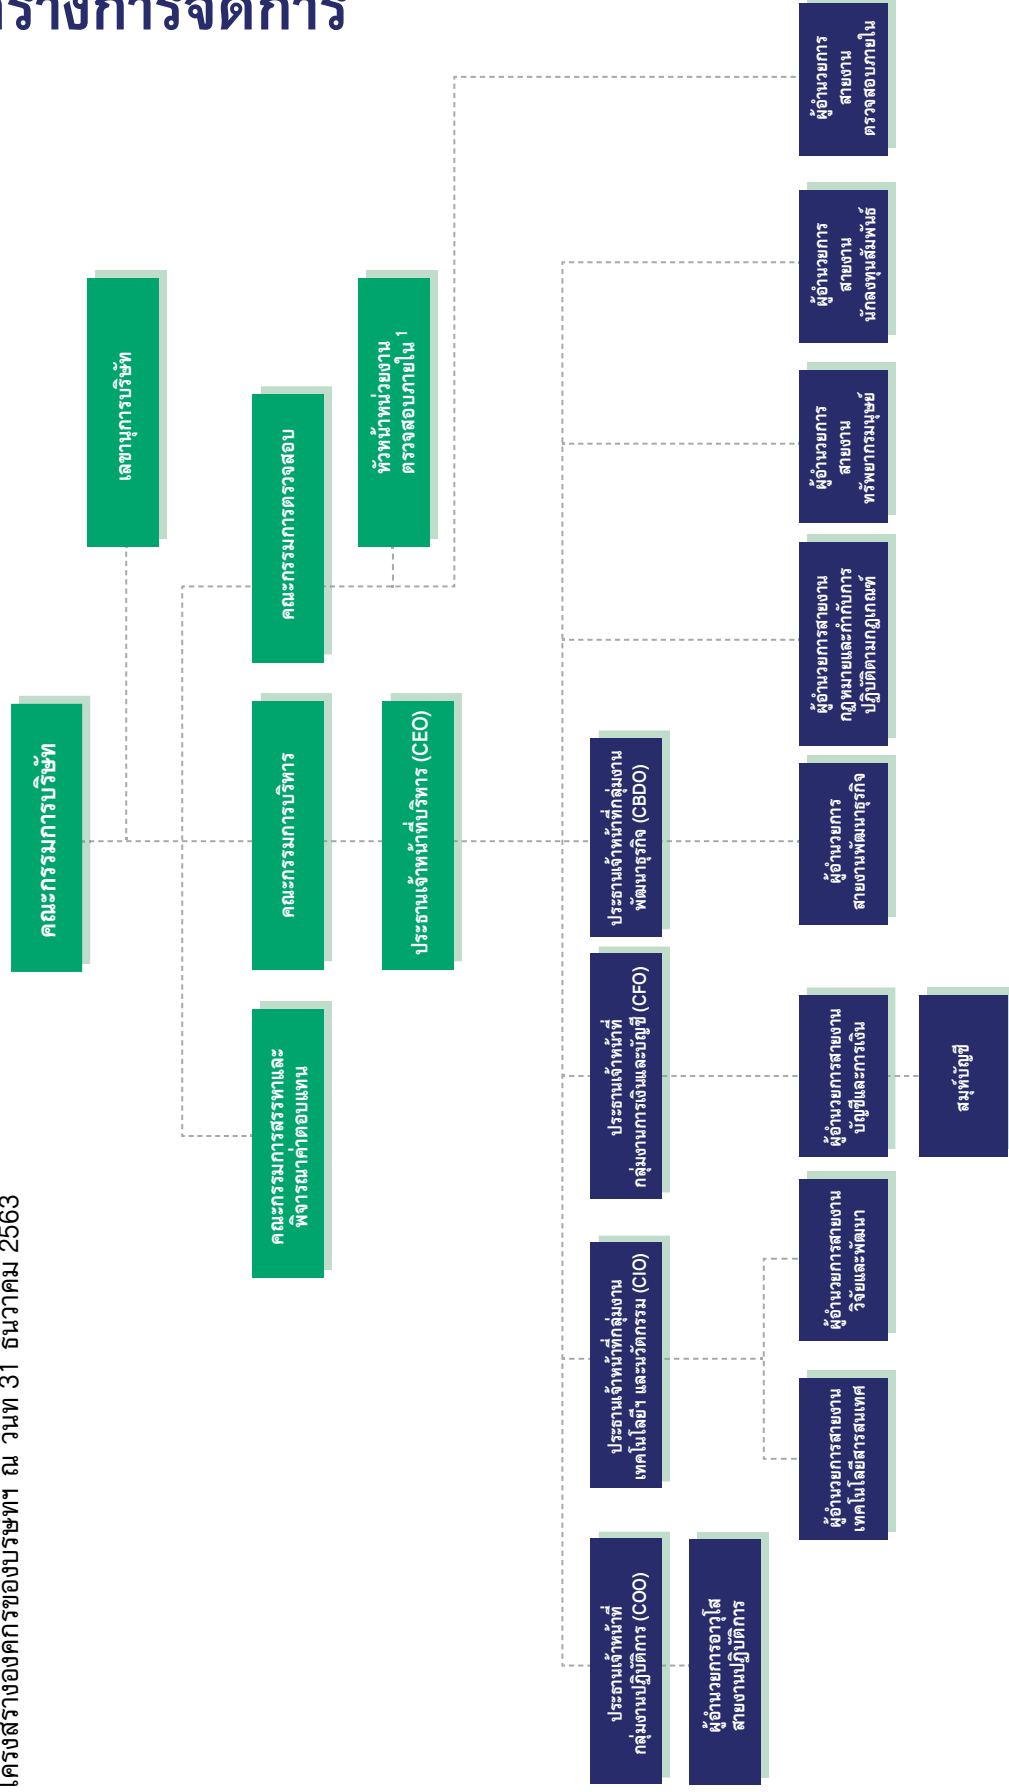 โครงสร้างการจัดการ
โครงสร้างองค์กรของบริษัทฯ ณ วันที่ 31 ธันวาคม 2563
คณะกรรมการบริษัท
เลขานุการบริษัท
คณะกรรมการสรรหาและ
พิจารณาค่าตอบแทน
คณะกรรมการบริหาร
คณะกรรมการตรวจสอบ
ประธานเจ้าหน้าที่บริหาร (CEO)
หัวหน้าหน่วยงาน
ตรวจสอบภายใน 1
ประธานเจ้าหน้าที่
กลุ่มงานปฏิบัติการ (COO)
ประธานเจ้าหน้าที่กลุ่มงาน
เทคโนโลยีฯ และนวัตกรรม (CIO)
ประธานเจ้าหน้าที่
กลุ่มงานการเงินและบัญชี (CFO)
ประธานเจ้าหน้าที่กลุ่มงาน
พัฒนาธุรกิจ (CBDO)
ผู้อำนวยการอาวุโส
สายงานปฏิบัติการ
ผู้อำนวยการสายงาน
เทคโนโลยีสารสนเทศ
ผู้อำนวยการสายงาน
วิจัยและพัฒนา
ผู้อำนวยการสายงาน
บัญชีและการเงิน
ผู้อำนวยการ
สายงานพัฒนาธุรกิจ
ผู้อำนวยการสายงาน
กฎหมายและกำกับการ
ปฏิบัติตามกฎเกณฑ์
ผู้อำนวยการ
สายงาน
ทรัพยากรมนุษย์
ผู้อำนวยการ
สายงาน
นักลงทุนสัมพันธ์
ผู้อำนวยการ
สายงาน
ตรวจสอบภายใน
สมุห์บัญชี